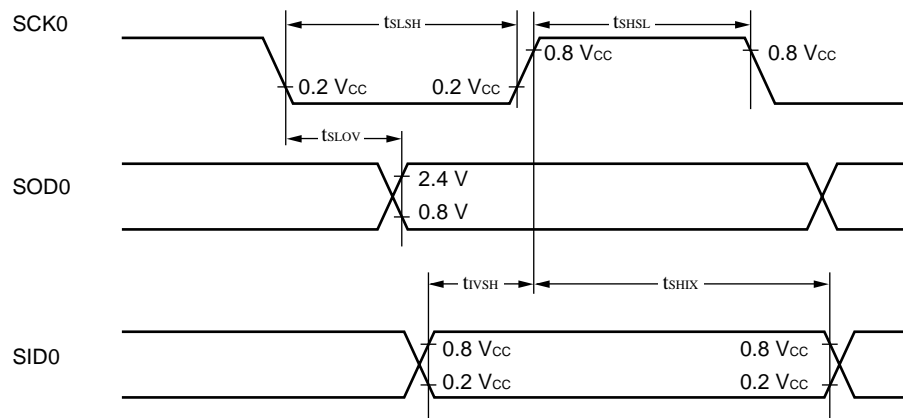 SCK0
tSLSH
tSHSL
0.2 VCC
0.2 VCC
0.8 VCC
0.8 VCC
tSLOV
SOD0
2.4 V
0.8 V
tIVSH
tSHIX
SID0
0.8 VCC
0.8 VCC
0.2 VCC
0.2 VCC